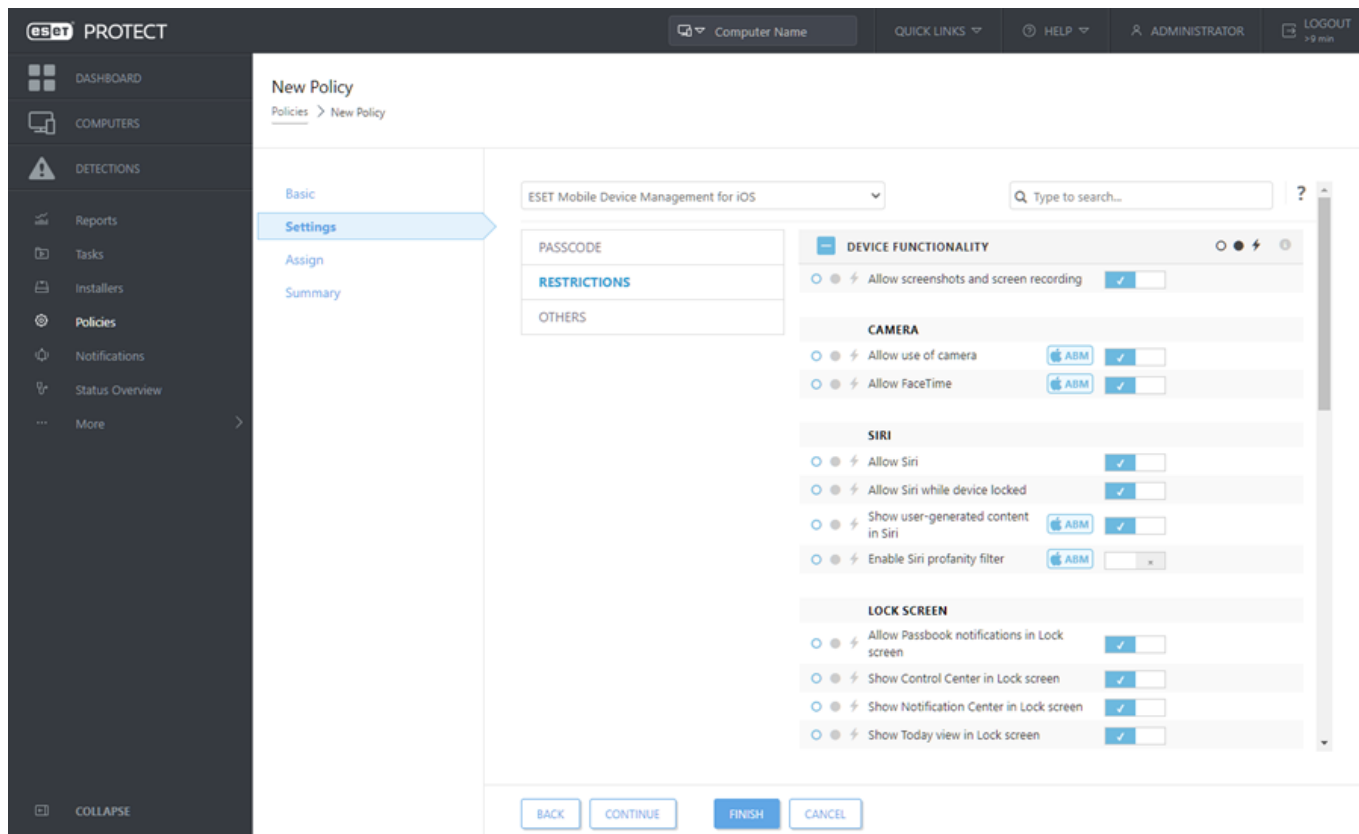 eset PROTECT
Computer Name
QUICK LINKS
HELP
ADMINISTRATOR
LOGOUT
>9 min
DASHBOARD
COMPUTERS
DETECTIONS
Reports
Tasks
Installers
Policies
Notifications
Status Overview
More
COLLAPSE
New Policy
Policies > New Policy
Basic
Settings
Assign
Summary
ESET Mobile Device Management for iOS
Type to search...
?
PASSCODE
RESTRICTIONS
OTHERS
DEVICE FUNCTIONALITY
Allow screenshots and screen recording
CAMERA
Allow use of camera ABM
Allow FaceTime ABM
SIRI
Allow Siri
Allow Siri while device locked
Show user-generated content
in Siri ABM
Enable Siri profanity filter ABM
LOCK SCREEN
Allow Passbook notifications in Lock
screen
Show Control Center in Lock screen
Show Notification Center in Lock screen
Show Today view in Lock screen
BACK
CONTINUE
FINISH
CANCEL